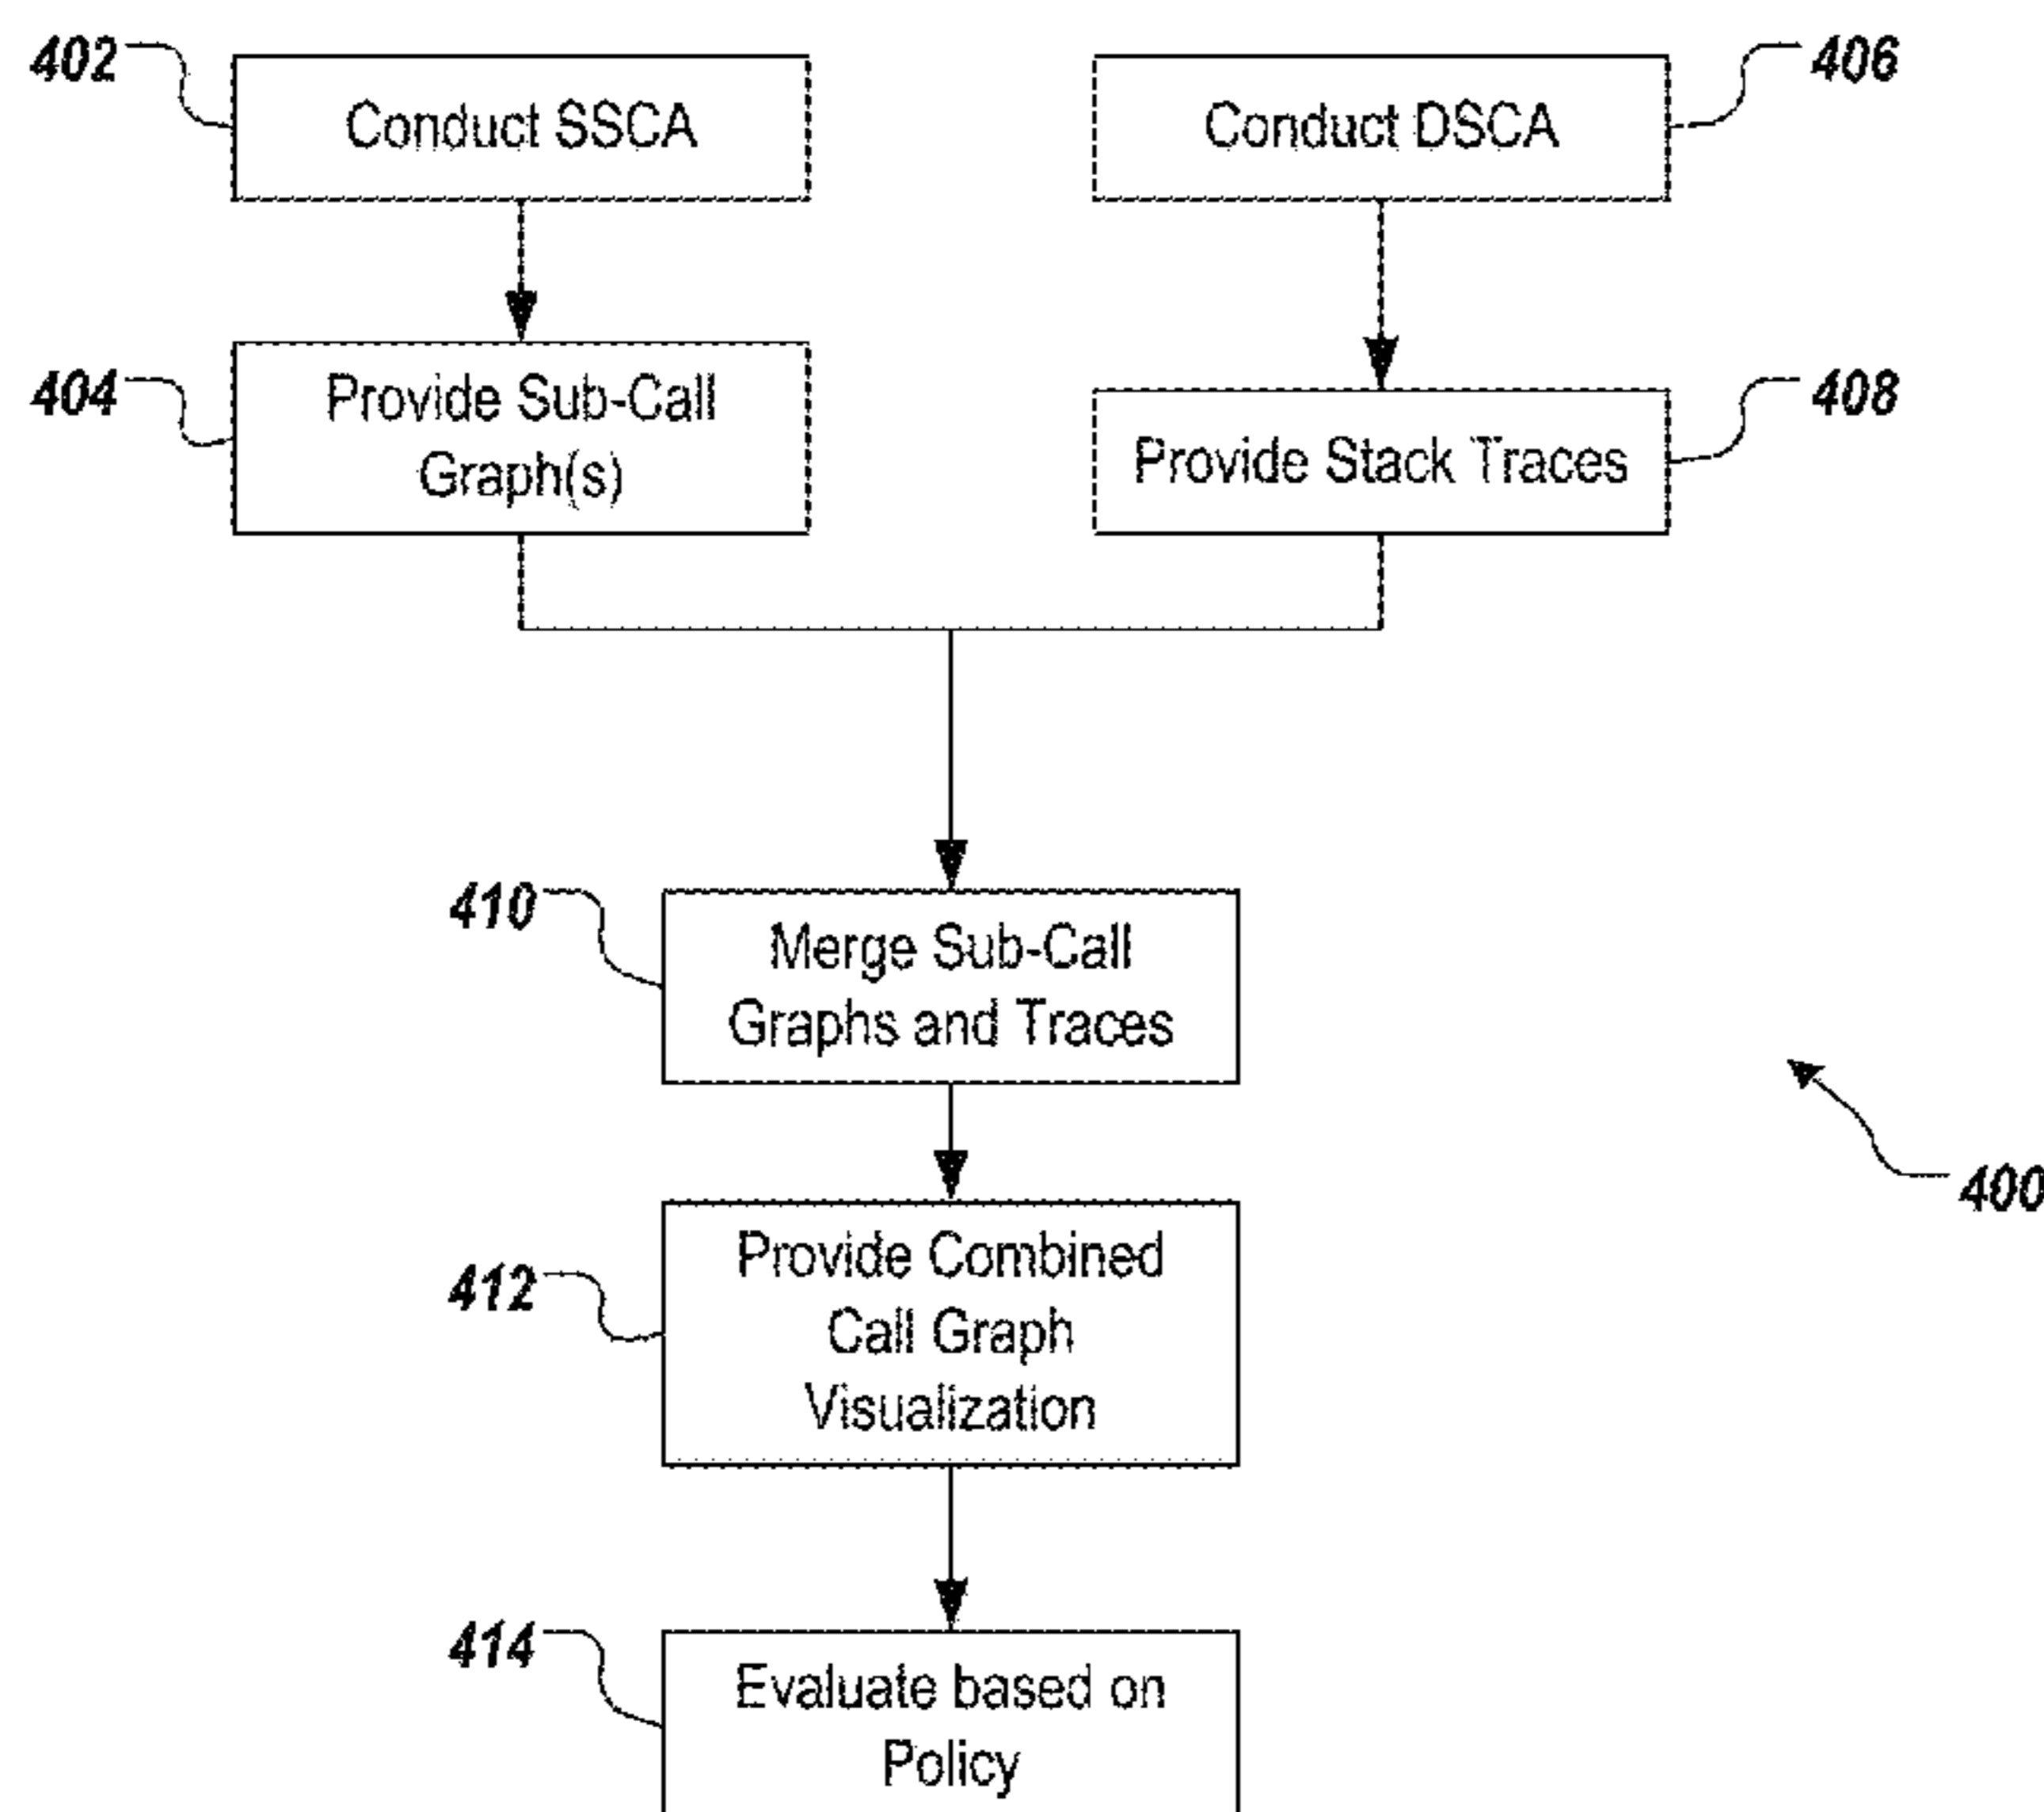 402
Conduct SSCA
406
Conduct DSCA
404
Provide Sub-Call
Graph(s)
408
Provide Stack Traces
410
Merge Sub-Call
Graphs and Traces
400
412
Provide Combined
Call Graph
Visualization
414
Evaluate based on
Policy